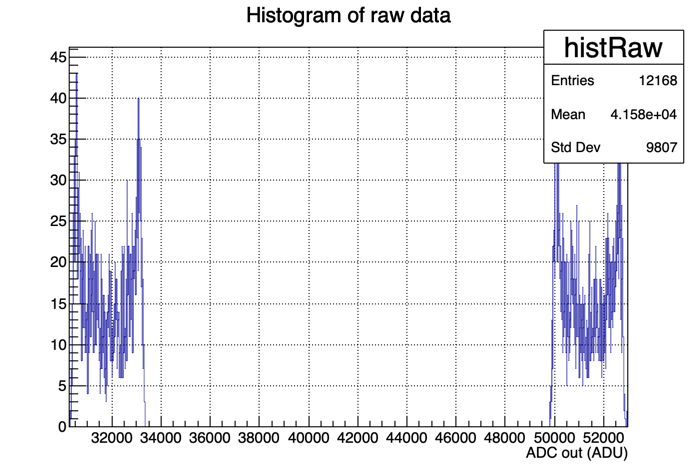 Histogram of raw data
histRaw
Entries 12168
Mean 4.158e+04
Std Dev 9807
45
40
35
30
25
20
15
10
5
0
32000 34000 36000 38000 40000 42000 44000 46000 48000 50000 52000
ADC out (ADU)